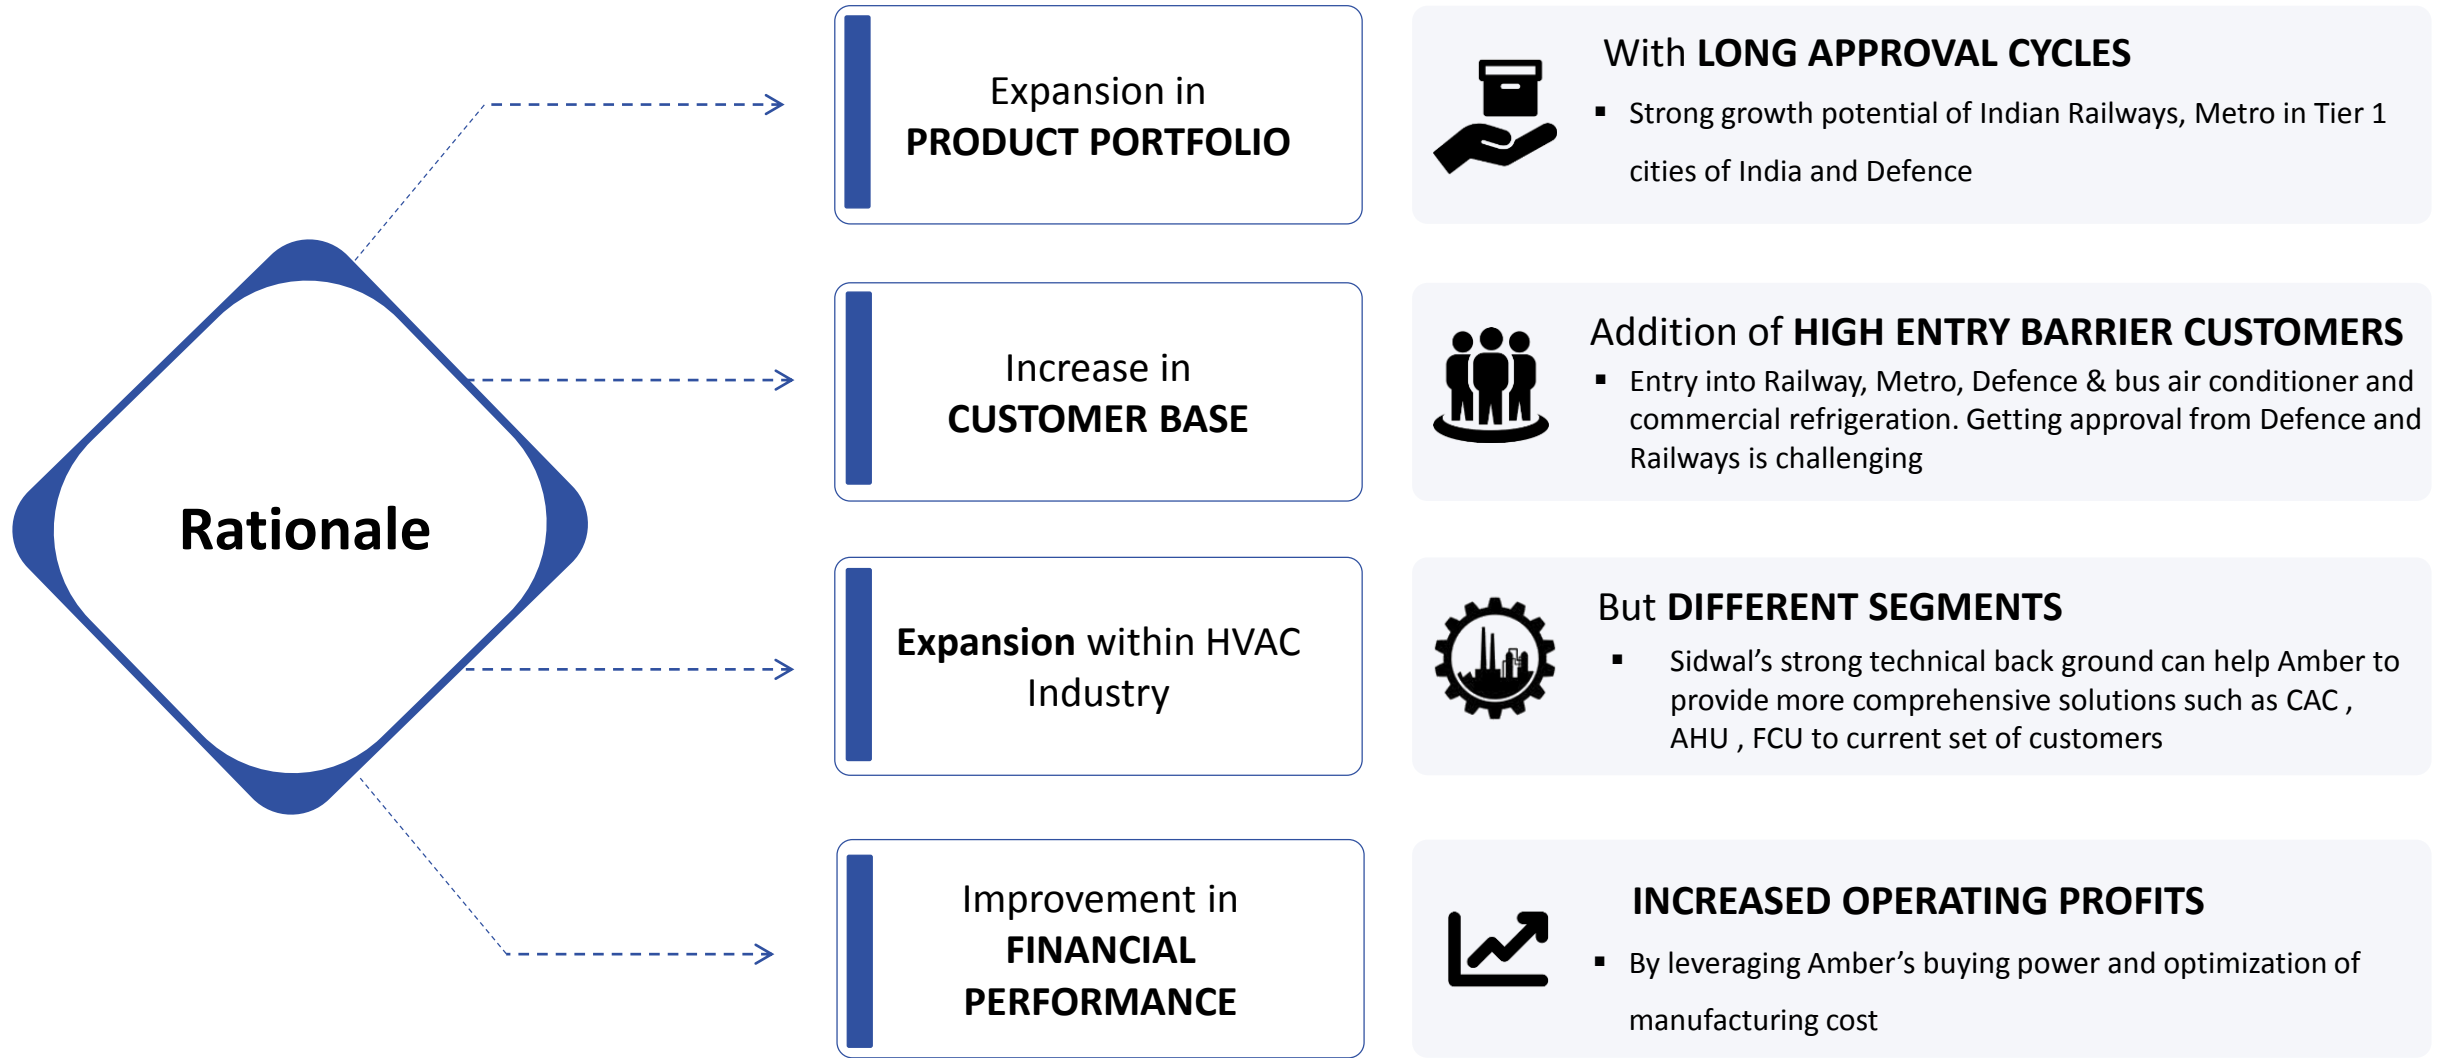 Rationale
Expansion in
PRODUCT PORTFOLIO
With LONG APPROVAL CYCLES
▪ Strong growth potential of Indian Railways, Metro in Tier 1
cities of India and Defence
Increase in
CUSTOMER BASE
Addition of HIGH ENTRY BARRIER CUSTOMERS
▪ Entry into Railway, Metro, Defence & bus air conditioner and
commercial refrigeration. Getting approval from Defence and
Railways is challenging
Expansion within HVAC
Industry
But DIFFERENT SEGMENTS
▪ Sidwal’s strong technical back ground can help Amber to
provide more comprehensive solutions such as CAC ,
AHU , FCU to current set of customers
Improvement in
FINANCIAL
PERFORMANCE
INCREASED OPERATING PROFITS
▪ By leveraging Amber’s buying power and optimization of
manufacturing cost